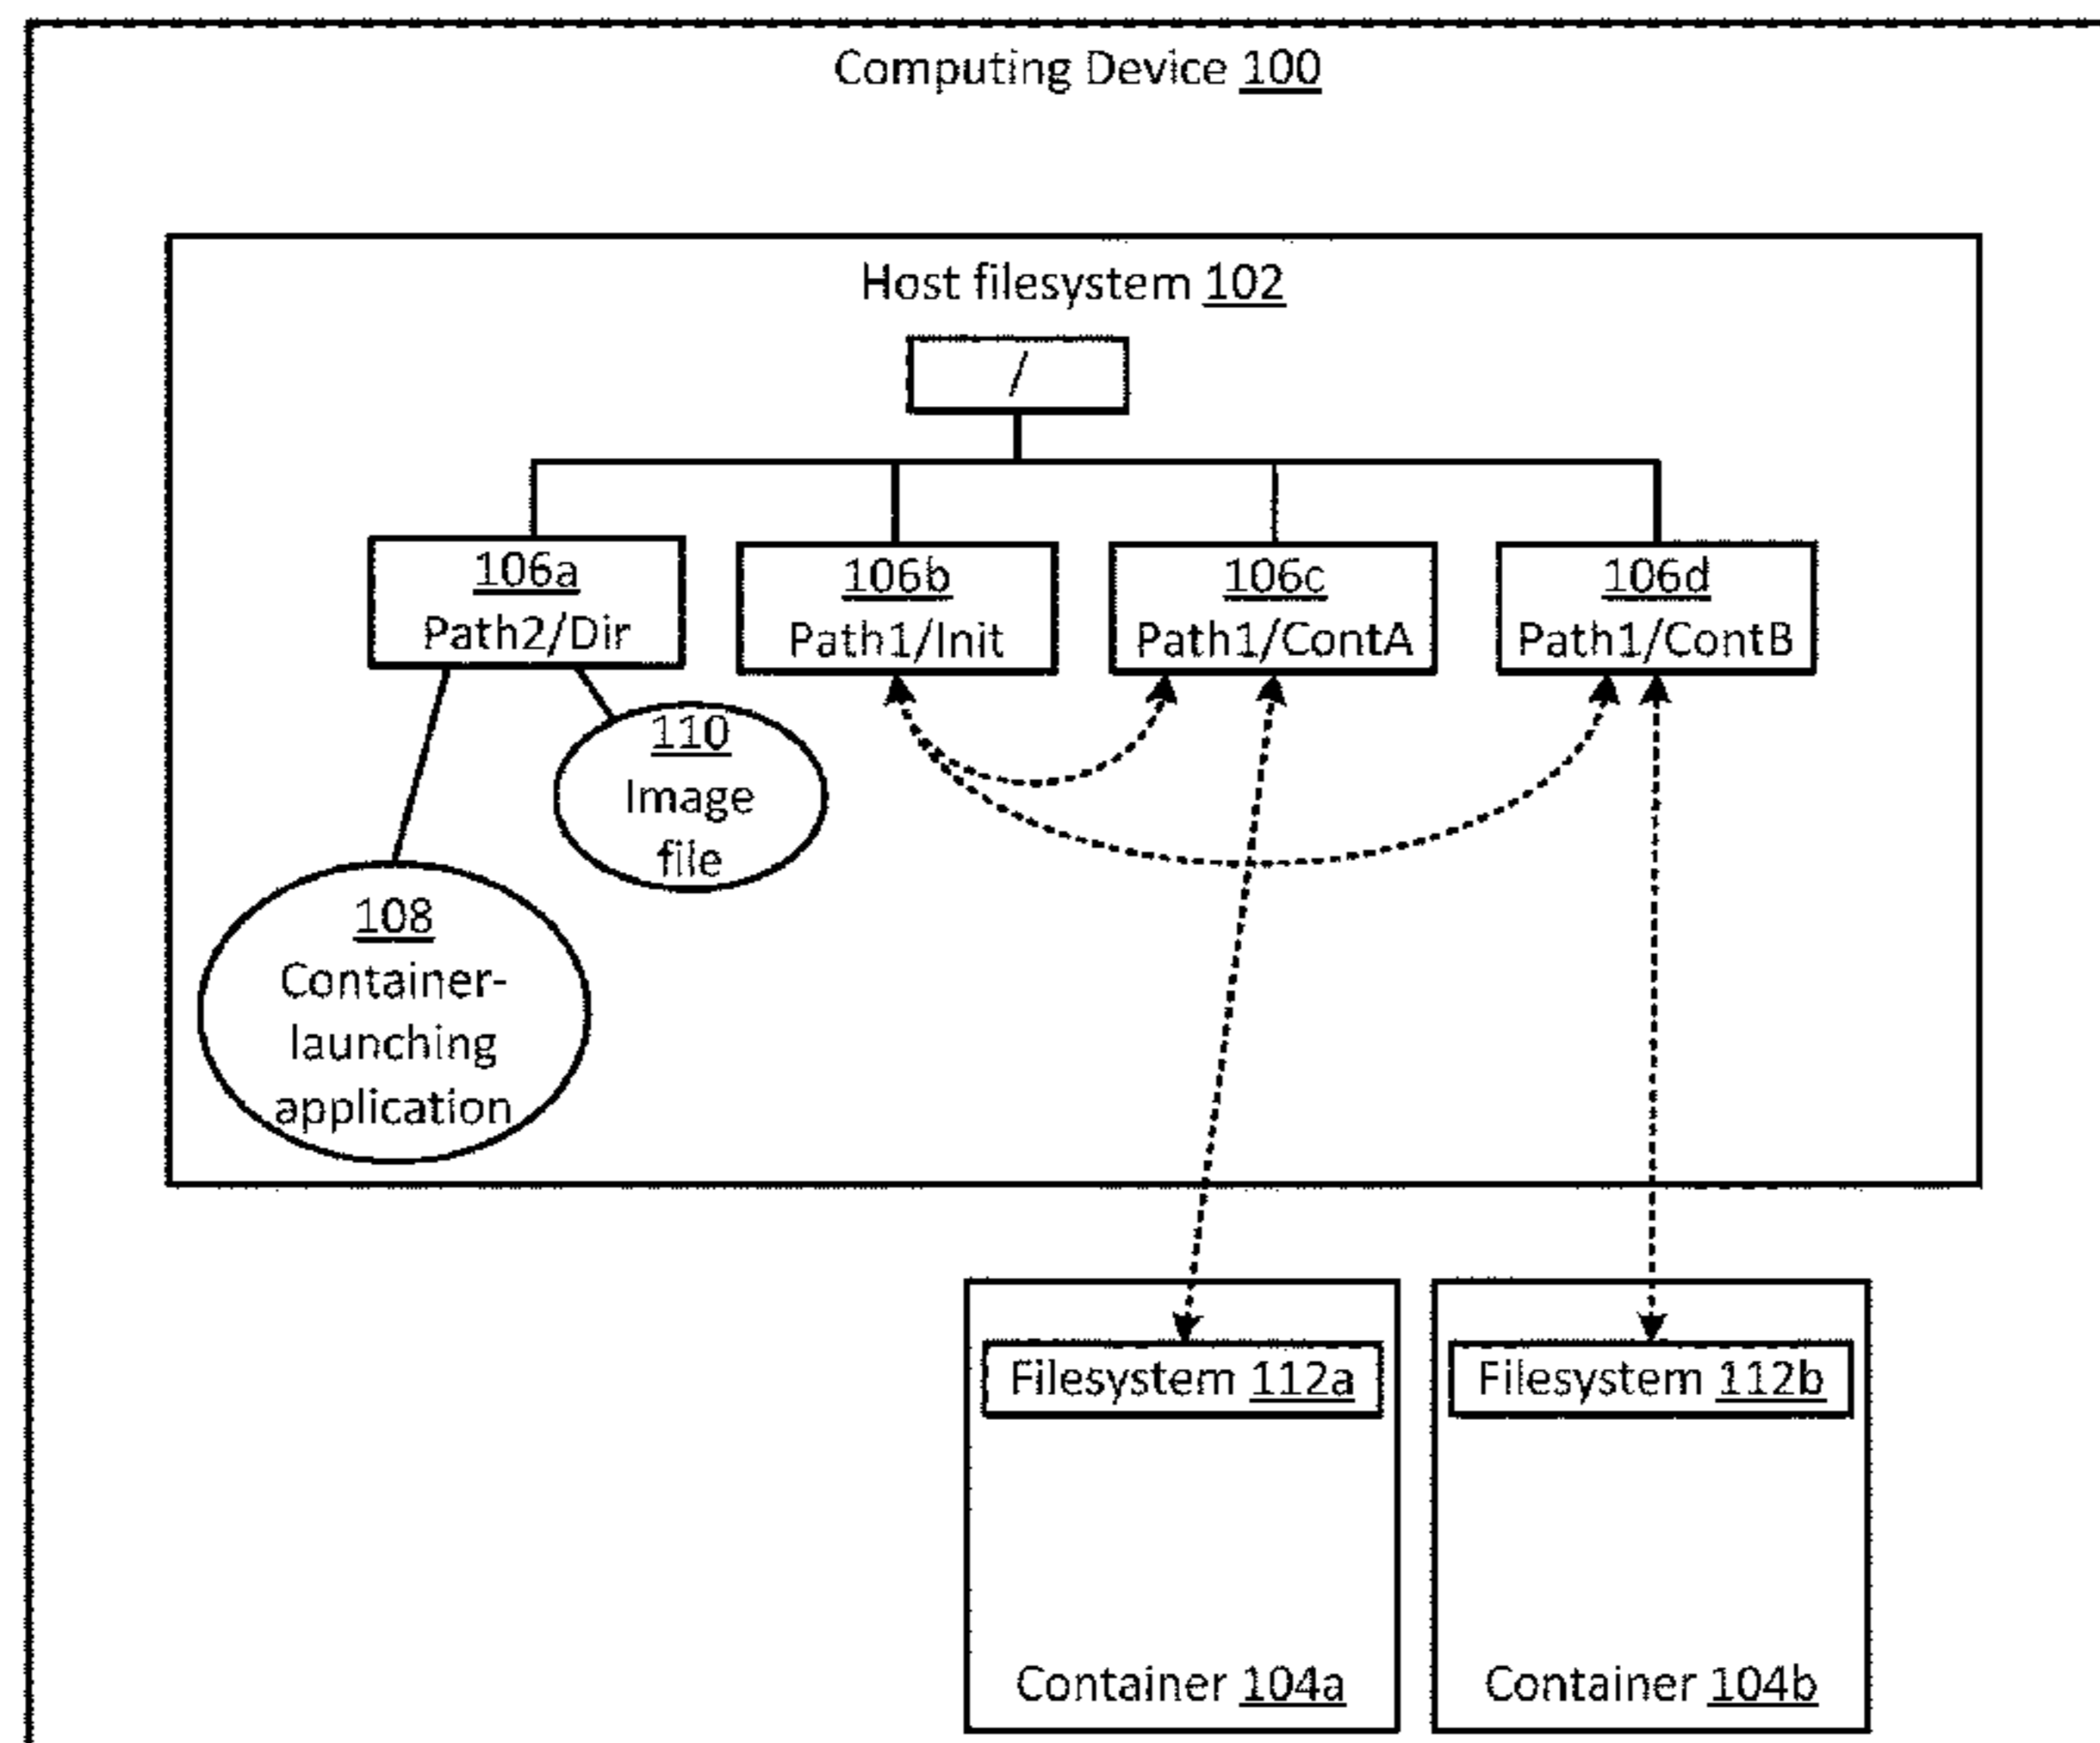 Computing Device 100
Host filesystem 102
/
106a
Path2/Dir
106b
Path1/Init
106c
Path1/ContA
106d
Path1/ContB
110
Image
file
108
Container-
launching
application
Filesystem 112a
Filesystem 112b
Container 104a
Container 104b